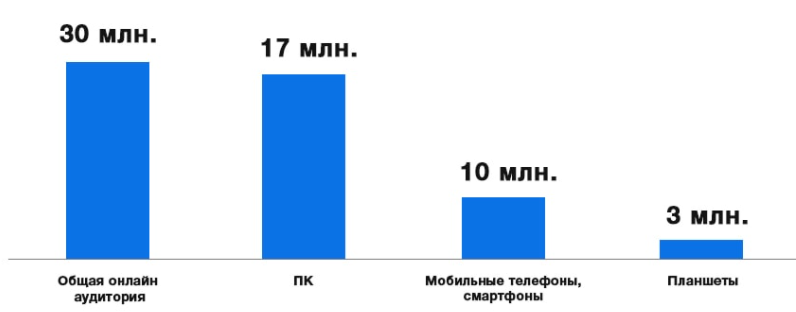 30 млн.
17 млн.
10 млн.
3 млн.
Общая онлайн
аудитория
ПК
Мобильные телефоны,
смартфоны
Планшеты